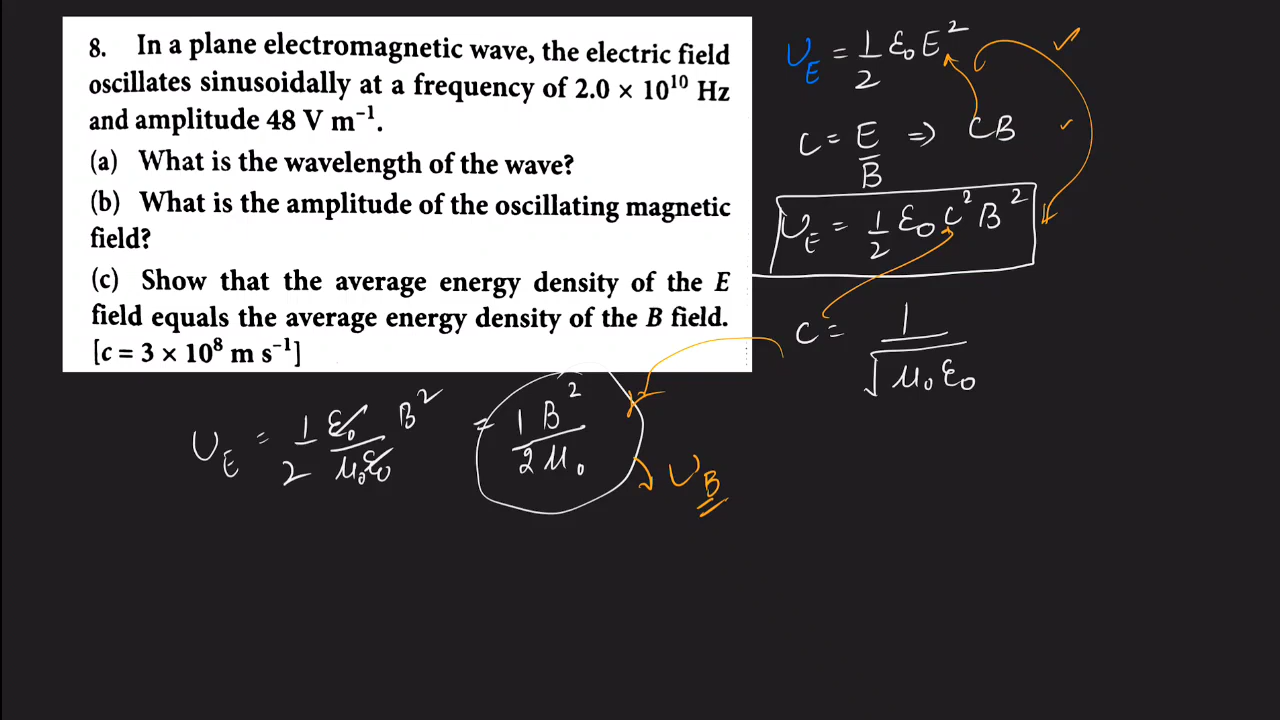 8. In a plane electromagnetic wave, the electric field
oscillates sinusoidally at a frequency of 2.0 × 10¹⁰ Hz
and amplitude 48 V m⁻¹.
(a) What is the wavelength of the wave?
(b) What is the amplitude of the oscillating magnetic
field?
(c) Show that the average energy density of the E
field equals the average energy density of the B field.
[c = 3 × 10⁸ m s⁻¹]
U_E = 1/2 ε₀E²
C = E/B ⇒ CB
U_E = 1/2 ε₀ C² B²
C = 1/√μ₀ε₀
U_E = 1/2 ε₀/μ₀ε₀ B² = 1 B²/2 μ₀
U_B